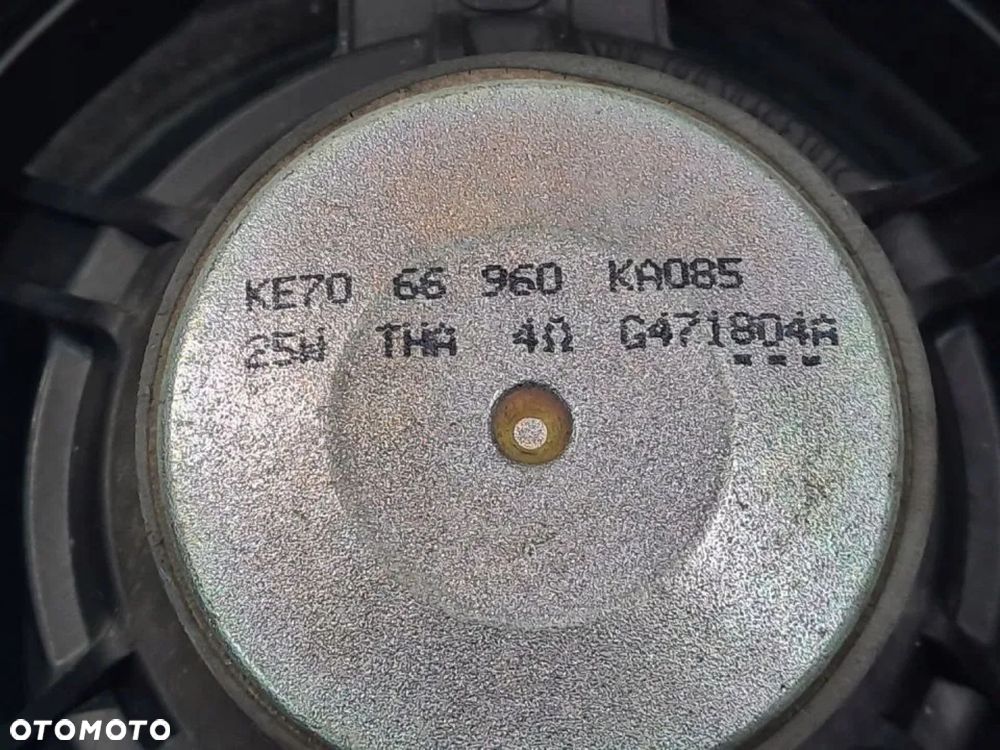 KE70 66 960 KA085
25W THA 4Ω G471804A
OTOMOTO